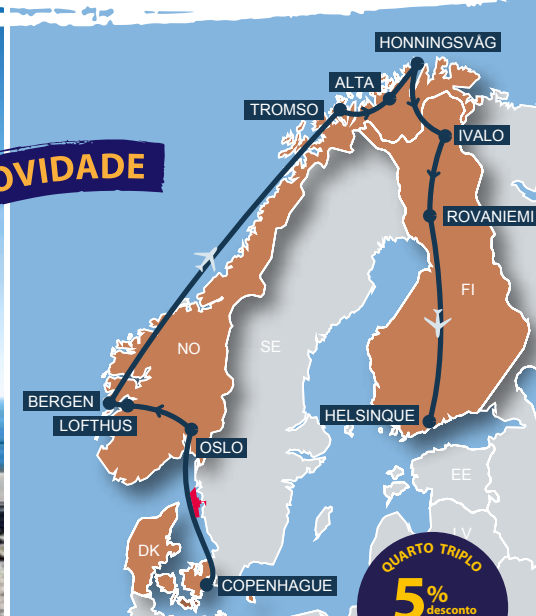 HONNINGSVÅG
ALTA
TROMSO
IVALO
OVIDADE
ROVANIEMI
FI
NO
SE
BERGEN
LOFTHUS
HELSINQUE
OSLO
EE
LV
DK
COPENHAGUE
QUARTO TRIPLO
5%
desconto